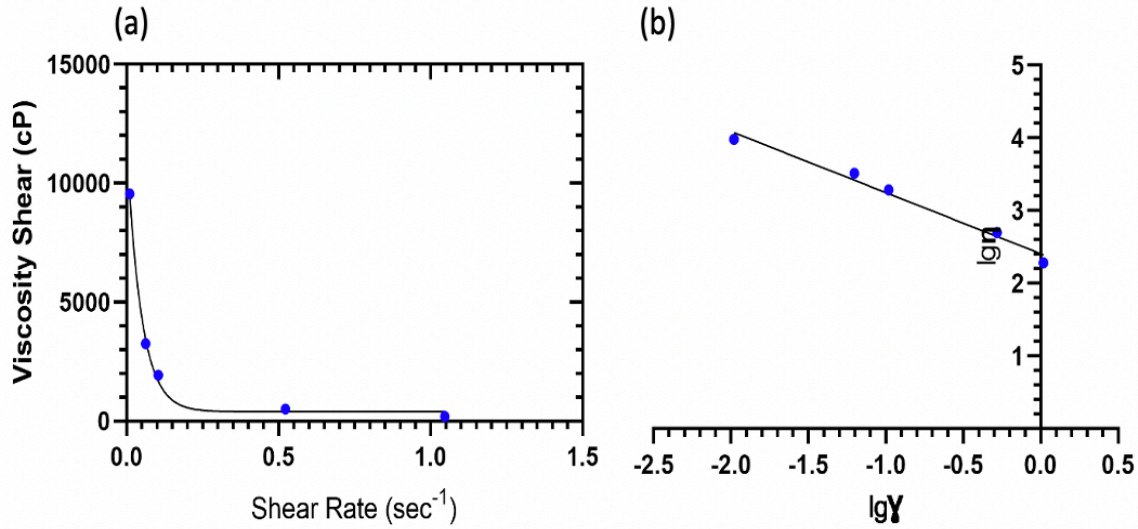 (a)
15000
10000
5000
0
Viscosity Shear (cP)
0.0 0.5 1.0 1.5
Shear Rate (sec-1)
(b)
5
4
3
2
1
lgη
-2.5 -2.0 -1.5 -1.0 -0.5 0.0 0.5
lgɣ